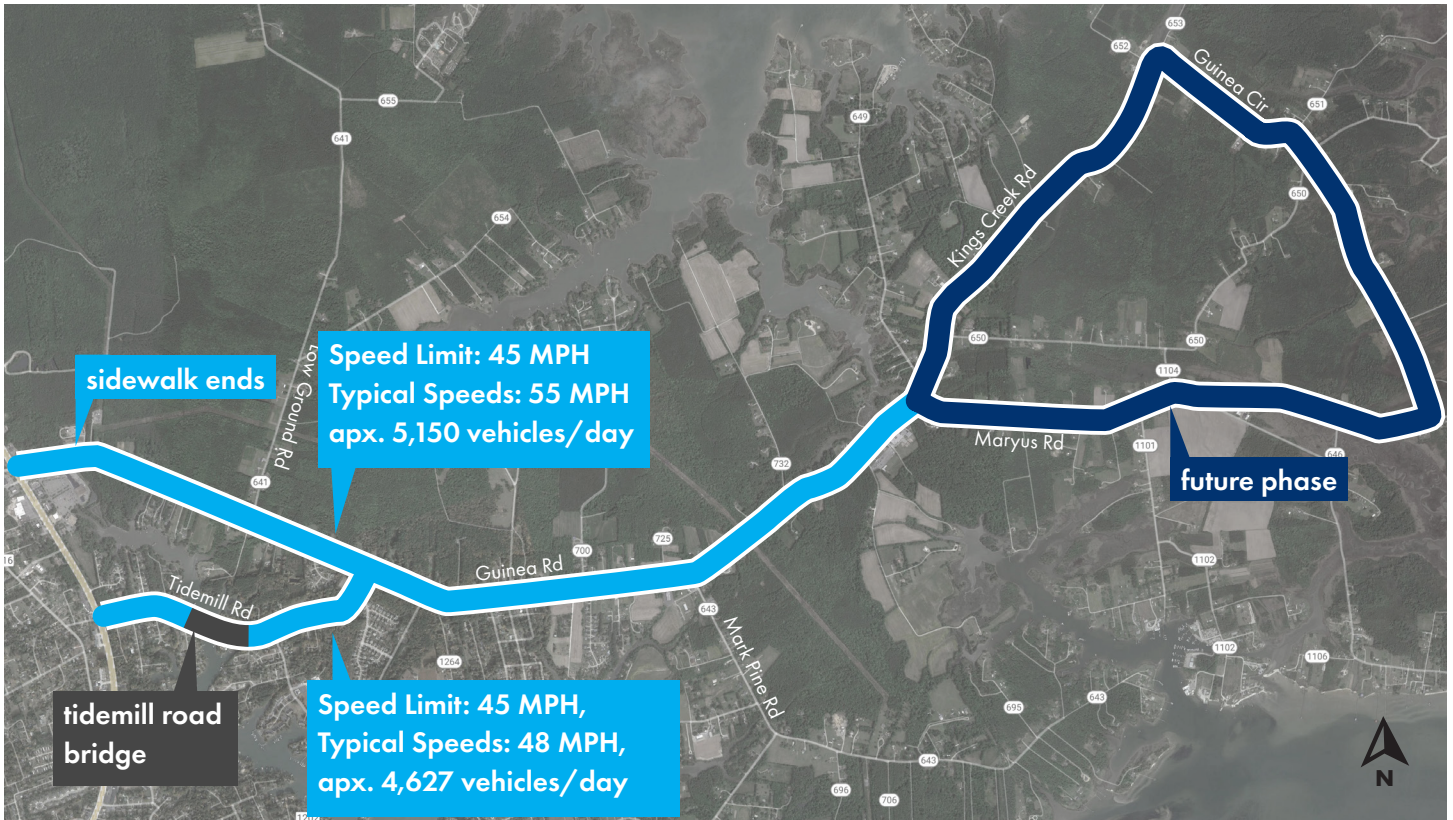 653
652
Guinea Cir
651
655
649
641
650
654
Kings Creek Rd
650
650
Speed Limit: 45 MPH
Typical Speeds: 55 MPH
apx. 5,150 vehicles/day
sidewalk ends
Low Ground Rd
1104
Maryus Rd
1101
646
732
641
future phase
725
700
Guinea Rd
16
1102
Tidemill Rd
643
Mark Pine Rd
1264
1102
1106
tidemill road
bridge
Speed Limit: 45 MPH,
Typical Speeds: 48 MPH,
apx. 4,627 vehicles/day
643
695
643
N
696
706